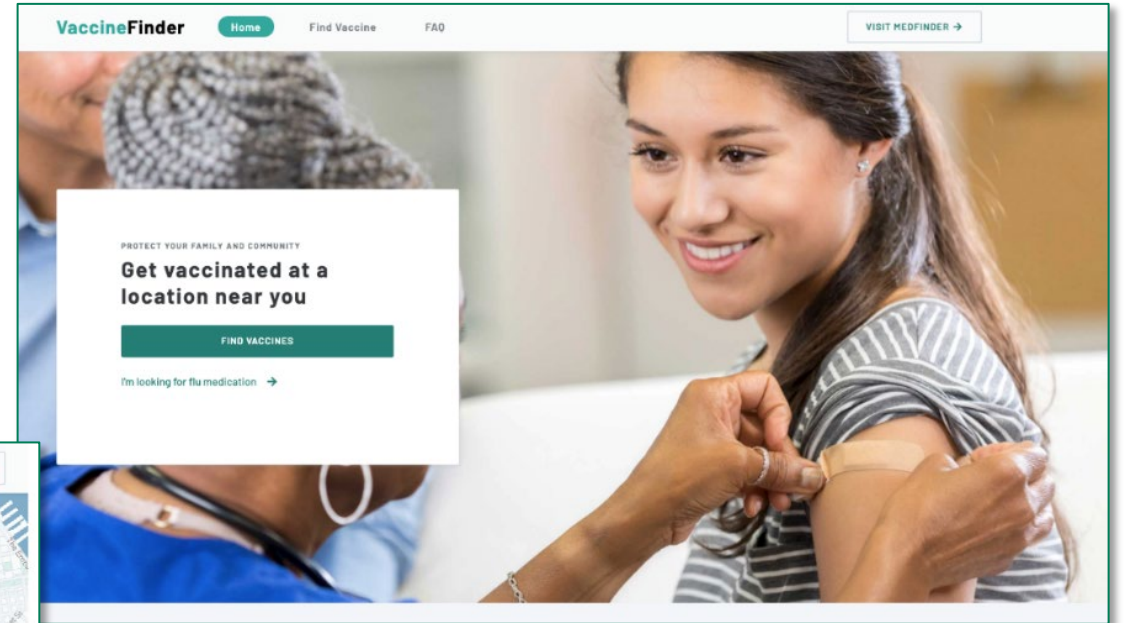 VaccineFinder Home Find Vaccine FAQ VISIT MEDFINDER →
PROTECT YOUR FAMILY AND COMMUNITY
Get vaccinated at a
location near you
FIND VACCINES
I'm looking for flu medication →